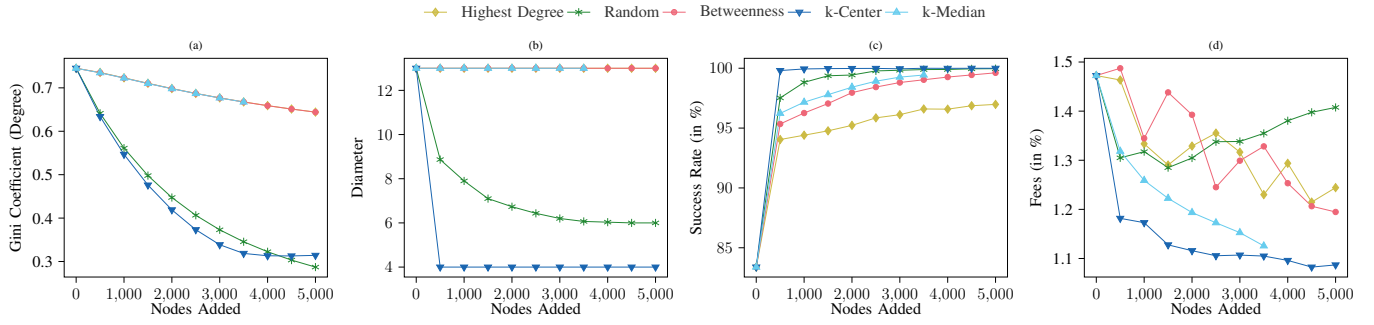 Highest Degree Random Betweenness k-Center k-Median
(a)
Gini Coefficient (Degree)
0.7
0.6
0.5
0.4
0.3
0 1,000 2,000 3,000 4,000 5,000
Nodes Added
(b)
Diameter
12
10
8
6
4
0 1,000 2,000 3,000 4,000 5,000
Nodes Added
(c)
Success Rate (in %)
100
95
90
85
0 1,000 2,000 3,000 4,000 5,000
Nodes Added
(d)
Fees (in %)
1.5
1.4
1.3
1.2
1.1
0 1,000 2,000 3,000 4,000 5,000
Nodes Added